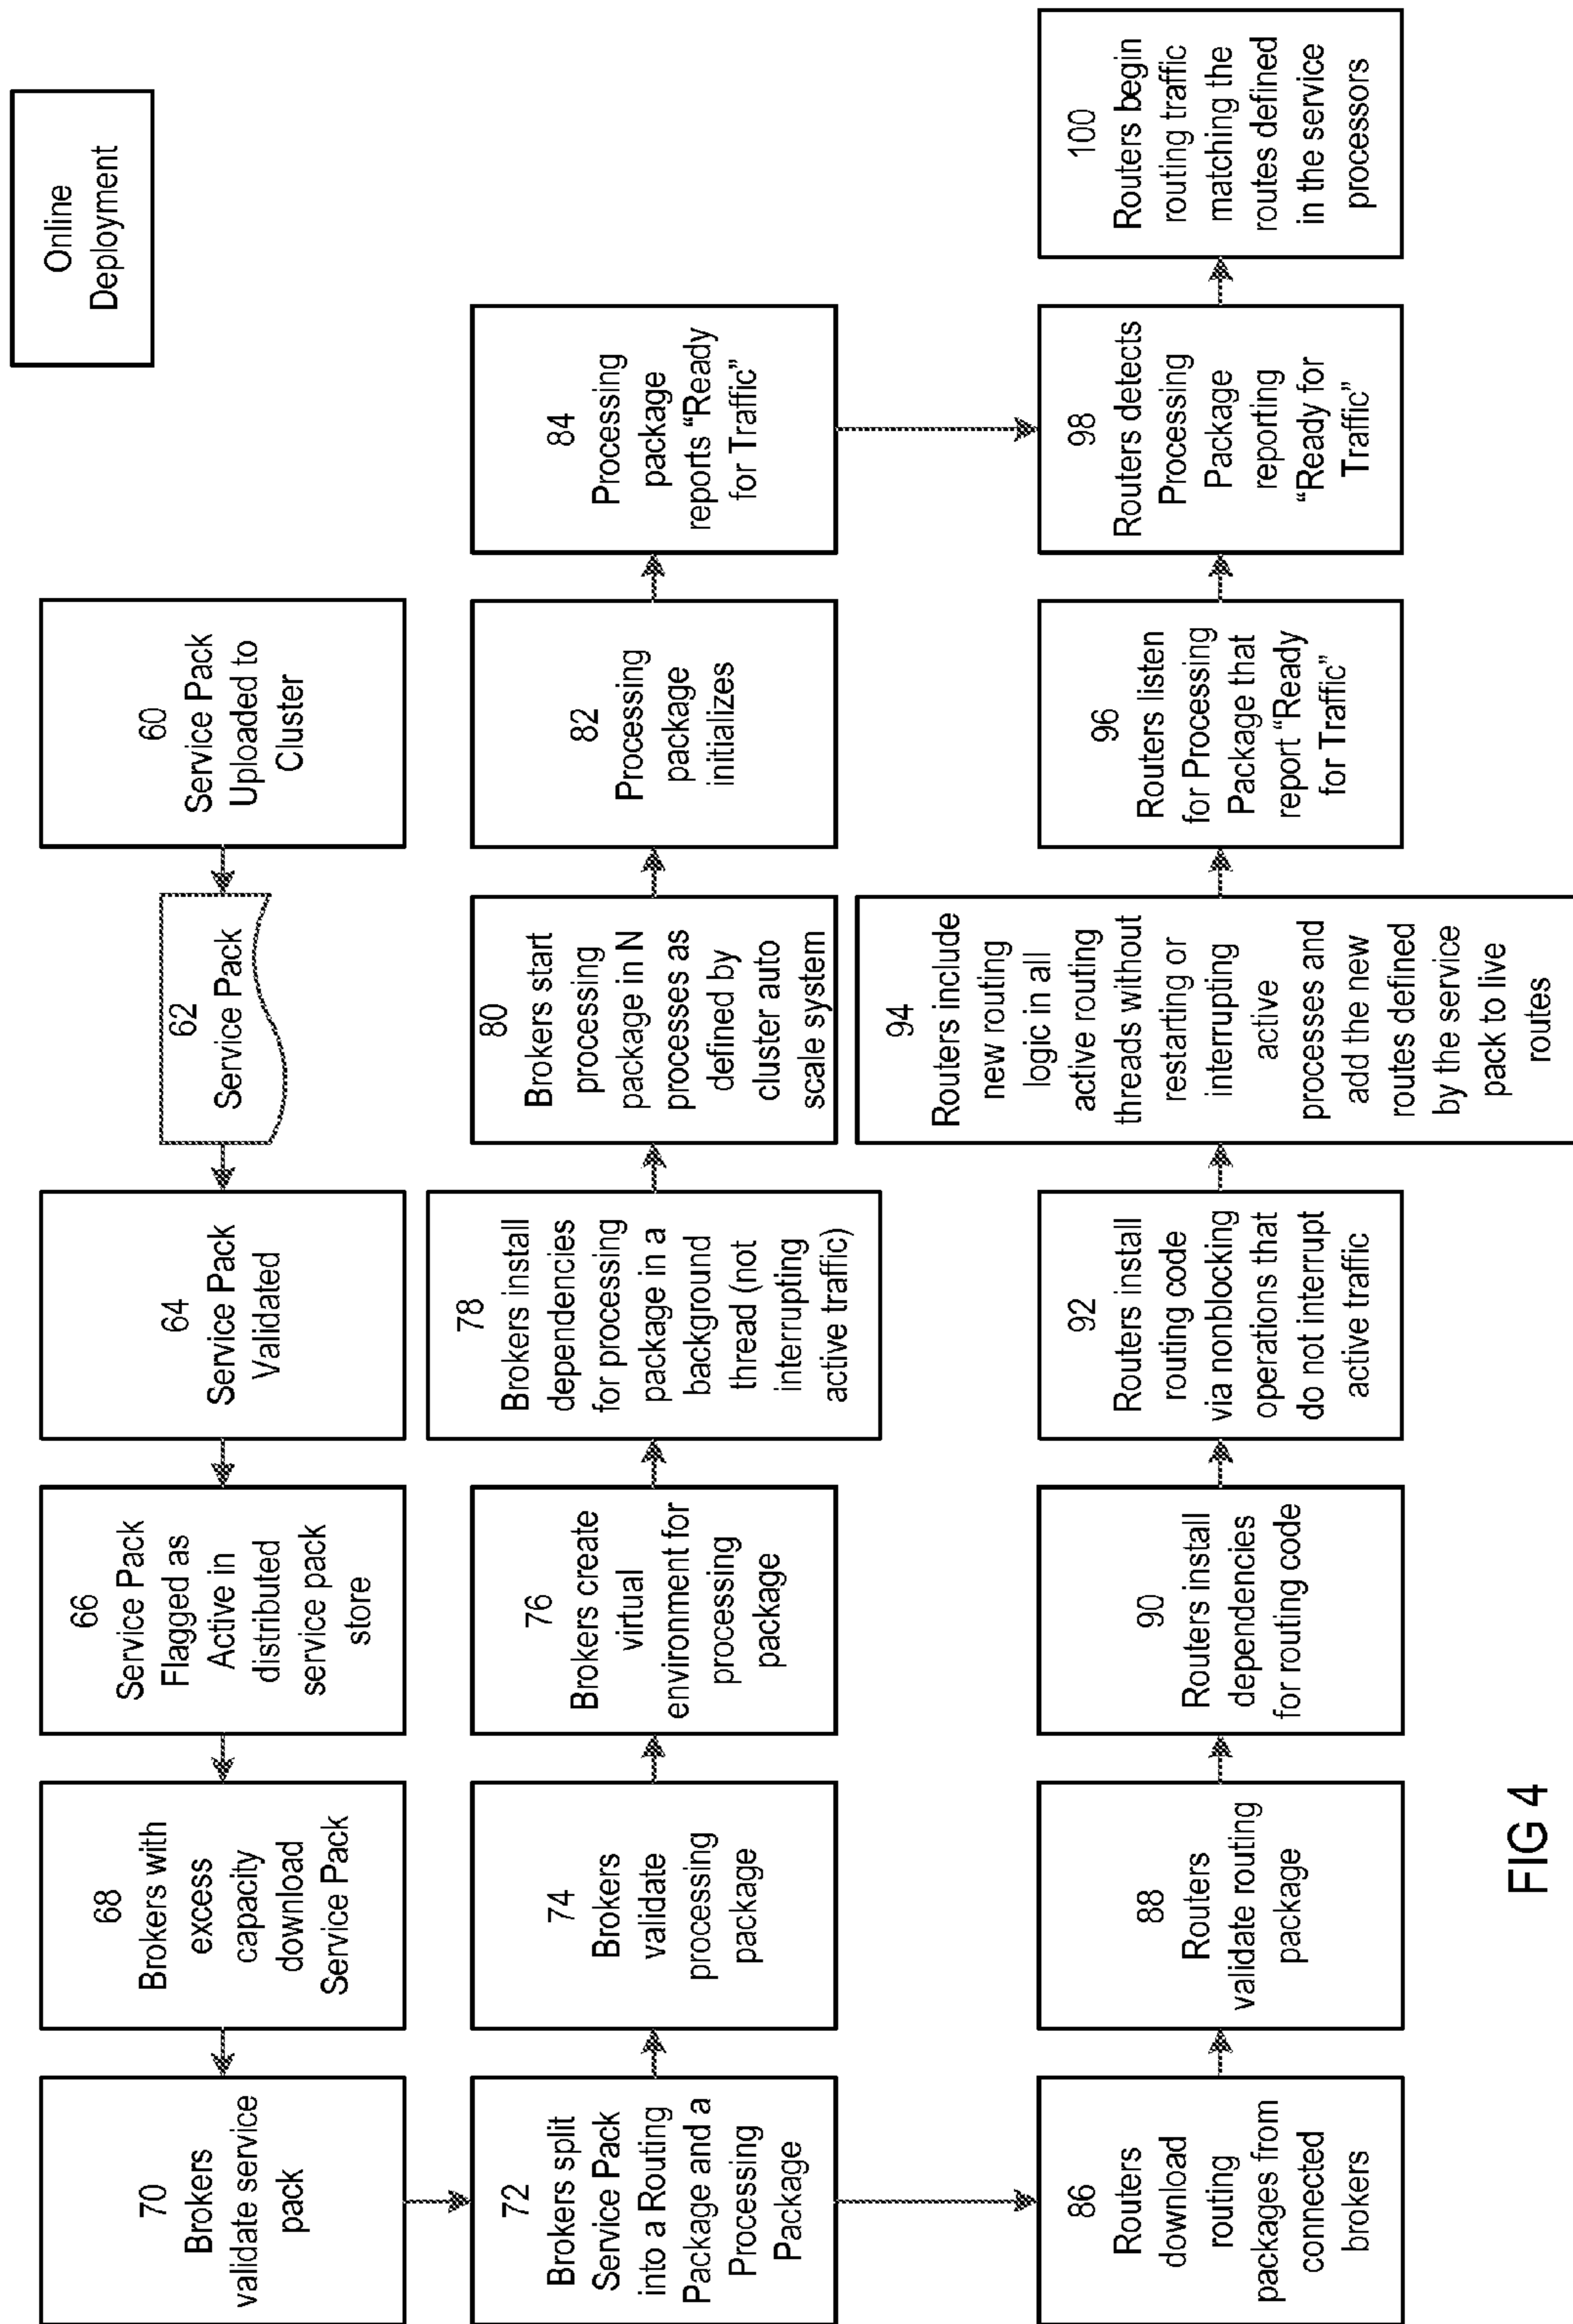 Online
Deployment
60
Service Pack
Uploaded to
Cluster
62
Service Pack
64
Service Pack
Validated
66
Service Pack
Flagged as
Active in
distributed
service pack
store
68
Brokers with
excess
capacity
download
Service Pack
70
Brokers
validate service
pack
72
Brokers split
Service Pack
into a Routing
Package and a
Processing
Package
74
Brokers
validate
processing
package
76
Brokers create
virtual
environment for
processing
package
78
Brokers install
dependencies
for processing
package in a
background
thread (not
interrupting
active traffic)
80
Brokers start
processing
package in N
processes as
defined by
cluster auto
scale system
82
Processing
package
initializes
84
Processing
package
reports “Ready
for Traffic”
86
Routers
download
routing
packages from
connected
brokers
88
Routers
validate routing
package
90
Routers install
dependencies
for routing code
92
Routers install
routing code
via nonblocking
operations that
do not interrupt
active traffic
94
Routers include
new routing
logic in all
active routing
threads without
restarting or
interrupting
active
processes and
add the new
routes defined
by the service
pack to live
routes
96
Routers listen
for Processing
Package that
report “Ready
for Traffic”
98
Routers detects
Processing
Package
reporting
“Ready for
Traffic”
100
Routers begin
routing traffic
matching the
routes defined
in the service
processors
FIG 4